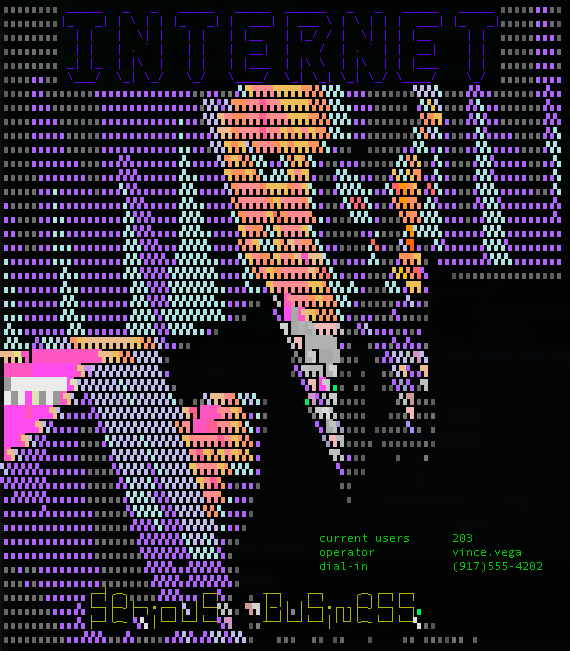 INTERNET
current users 203
operator vince.vega
dial-in (917)555-4202
SeRioUS BuSineSS